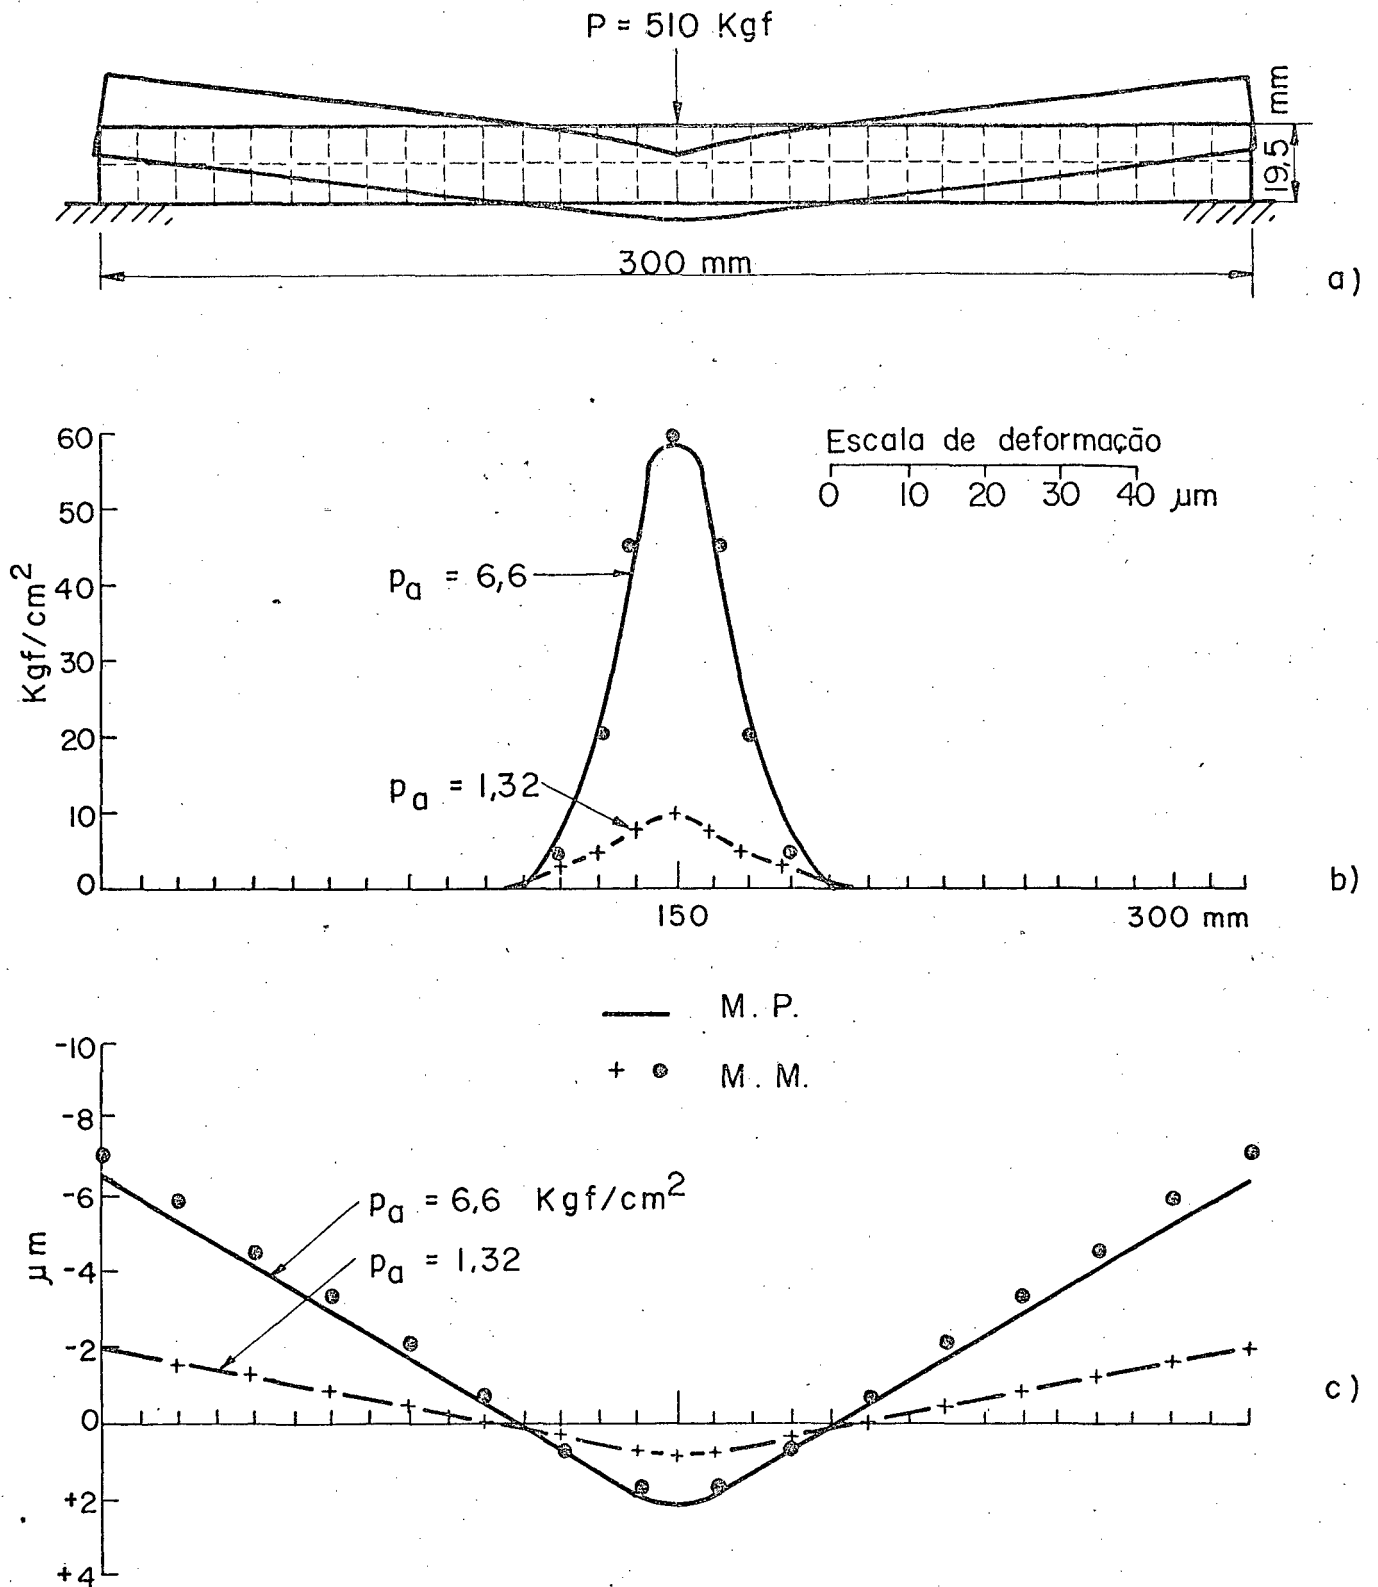 P = 510 Kgf
19,5 mm
300 mm
a)
Escala de deformação
0 10 20 30 40 µm
60
50
40
30
20
10
0
Kgf/cm²
pa = 6,6
pa = 1,32
150
300 mm
b)
M. P.
+ ● M. M.
-10
-8
-6
-4
-2
0
+2
+4
µm
pa = 6,6 Kgf/cm²
pa = 1,32
c)